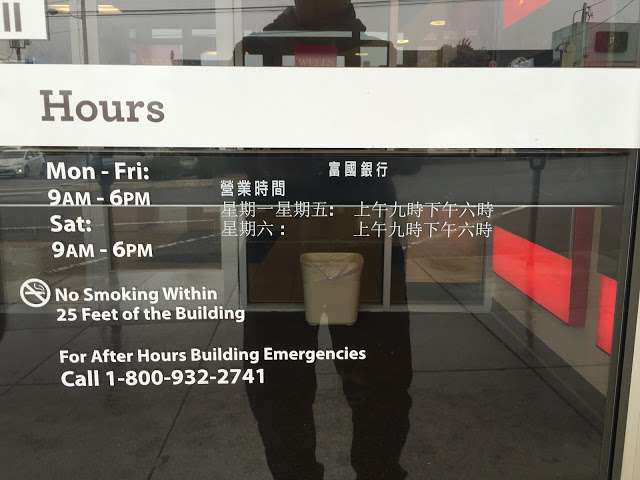 WELLS
Hours
Mon - Fri:
9AM - 6PM
Sat:
9AM - 6PM
富國銀行
營業時間
星期一星期五: 上午九時下午六時
星期六: 上午九時下午六時
No Smoking Within
25 Feet of the Building
For After Hours Building Emergencies
Call 1-800-932-2741